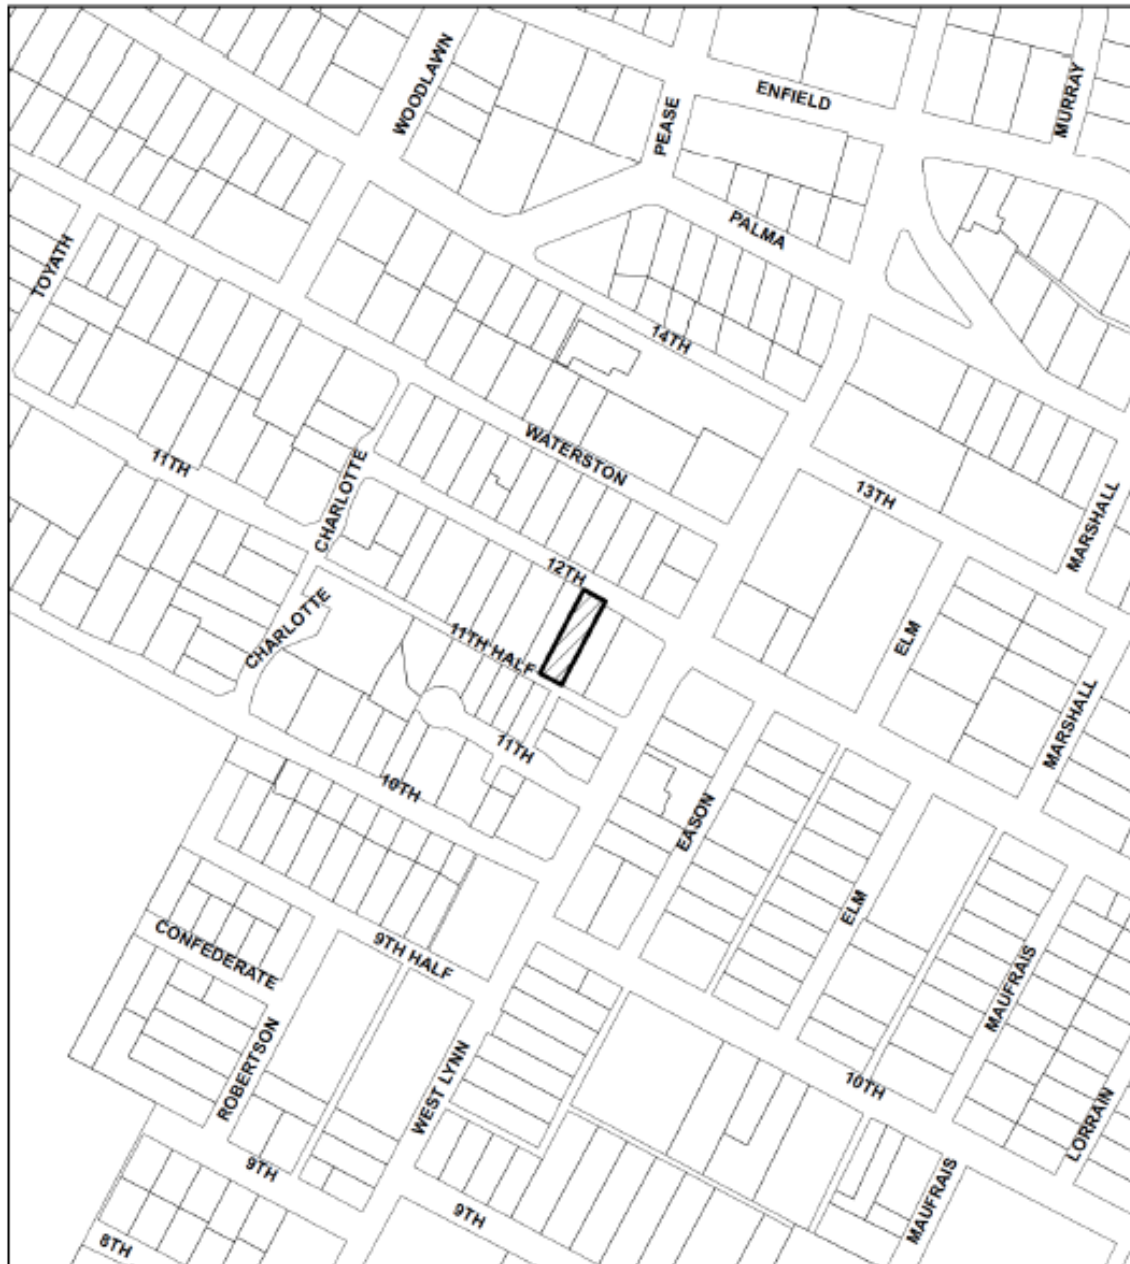 WOODLAWN
ENFIELD
MURRAY
PEASE
PALMA
TOYATH
14TH
WATERSTON
11TH
CHARLOTTE
13TH
MARSHALL
12TH
CHARLOTTE
11TH HALF
ELM
MARSHALL
11TH
10TH
EASON
ELM
9TH HALF
CONFEDERATE
MAUFRAIS
ROBERTSON
WEST LYNN
10TH
LORRAIN
9TH
MAUFRAIS
9TH
8TH